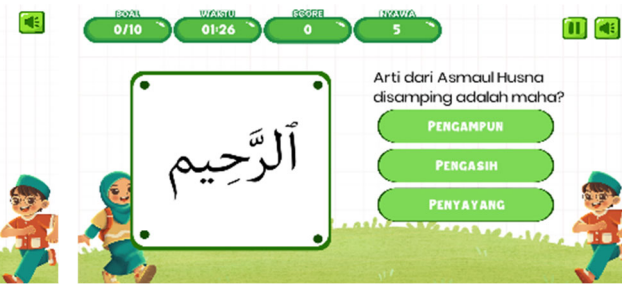 SOAL WAKTU SCORE NYAWA
0/10 01:26 0 5
Arti dari Asmaul Husna
disamping adalah maha?
ٱلرَّحِيم
PENGAMPUN
PENGASIH
PENYAYANG